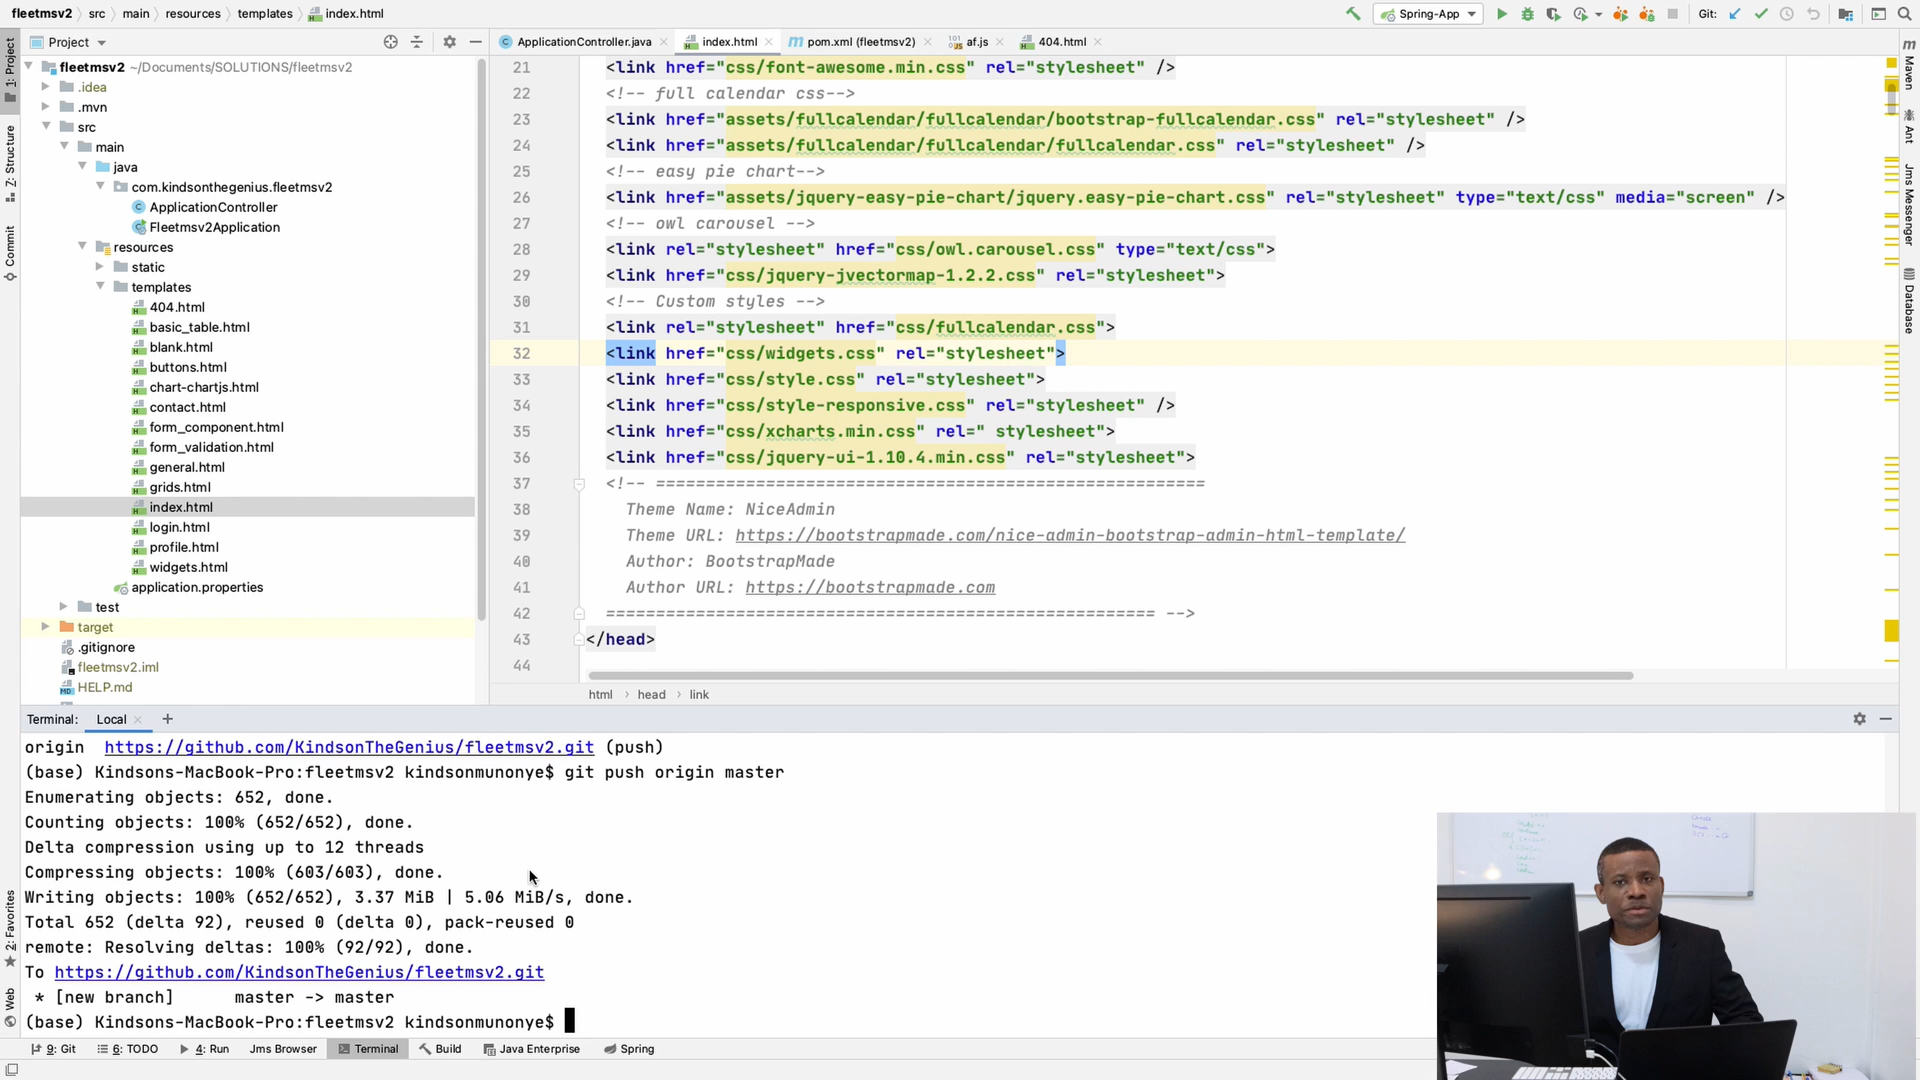 fleetmsv2 › src › main › resources › templates › index.html
Spring-App
Git:
Project
fleetmsv2 ~/Documents/SOLUTIONS/fleetmsv2
.idea
.mvn
src
main
java
com.kindsonthegenius.fleetmsv2
ApplicationController
Fleetmsv2Application
resources
static
templates
404.html
basic_table.html
blank.html
buttons.html
chart-chartjs.html
contact.html
form_component.html
form_validation.html
general.html
grids.html
index.html
login.html
profile.html
widgets.html
application.properties
test
target
.gitignore
fleetmsv2.iml
HELP.md
1: Project
7: Structure
Commit
2: Favorites
Web
ApplicationController.java
index.html
pom.xml (fleetmsv2)
af.js
404.html
21 <link href="css/font-awesome.min.css" rel="stylesheet" />
22 <!-- full calendar css-->
23 <link href="assets/fullcalendar/fullcalendar/bootstrap-fullcalendar.css" rel="stylesheet" />
24 <link href="assets/fullcalendar/fullcalendar/fullcalendar.css" rel="stylesheet" />
25 <!-- easy pie chart-->
26 <link href="assets/jquery-easy-pie-chart/jquery.easy-pie-chart.css" rel="stylesheet" type="text/css" media="screen" />
27 <!-- owl carousel -->
28 <link rel="stylesheet" href="css/owl.carousel.css" type="text/css">
29 <link href="css/jquery-jvectormap-1.2.2.css" rel="stylesheet">
30 <!-- Custom styles -->
31 <link rel="stylesheet" href="css/fullcalendar.css">
32 <link href="css/widgets.css" rel="stylesheet">
33 <link href="css/style.css" rel="stylesheet">
34 <link href="css/style-responsive.css" rel="stylesheet" />
35 <link href="css/xcharts.min.css" rel=" stylesheet">
36 <link href="css/jquery-ui-1.10.4.min.css" rel="stylesheet">
37 <!-- =======================================================
38 Theme Name: NiceAdmin
39 Theme URL: https://bootstrapmade.com/nice-admin-bootstrap-admin-html-template/
40 Author: BootstrapMade
41 Author URL: https://bootstrapmade.com
42 ======================================================= -->
43 </head>
44
html › head › link
Maven
Ant
Jms Messenger
Database
Terminal: Local
origin https://github.com/KindsonTheGenius/fleetmsv2.git (push)
(base) Kindsons-MacBook-Pro:fleetmsv2 kindsonmunonye$ git push origin master
Enumerating objects: 652, done.
Counting objects: 100% (652/652), done.
Delta compression using up to 12 threads
Compressing objects: 100% (603/603), done.
Writing objects: 100% (652/652), 3.37 MiB | 5.06 MiB/s, done.
Total 652 (delta 92), reused 0 (delta 0), pack-reused 0
remote: Resolving deltas: 100% (92/92), done.
To https://github.com/KindsonTheGenius/fleetmsv2.git
* [new branch] master -> master
(base) Kindsons-MacBook-Pro:fleetmsv2 kindsonmunonye$
9: Git
6: TODO
4: Run
Jms Browser
Terminal
Build
Java Enterprise
Spring